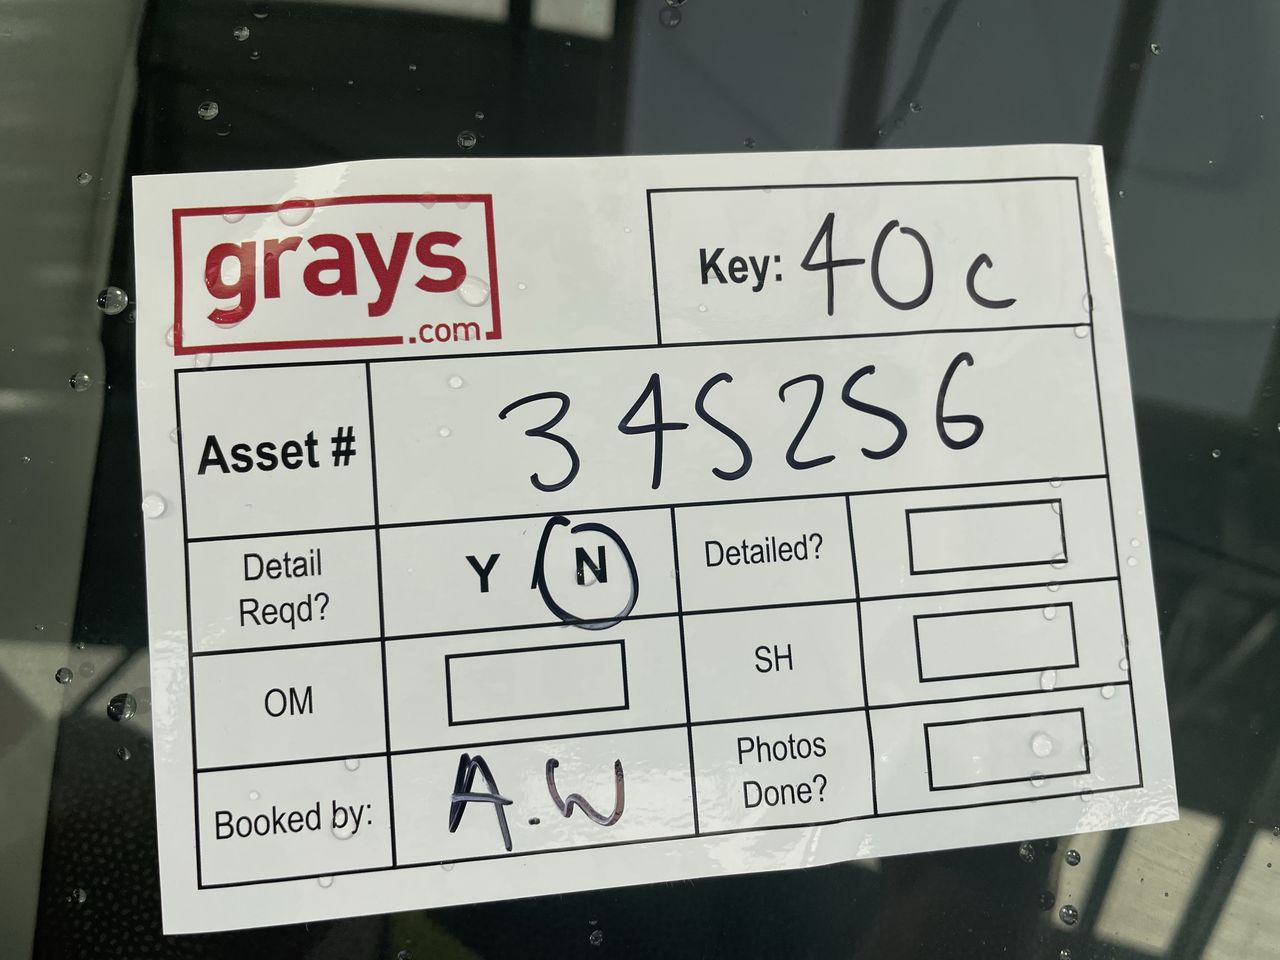 grays
.com
Key: 40c
Asset # 345256
Detail Reqd? Y N Detailed?
OM SH
Booked by: A.W Photos Done?